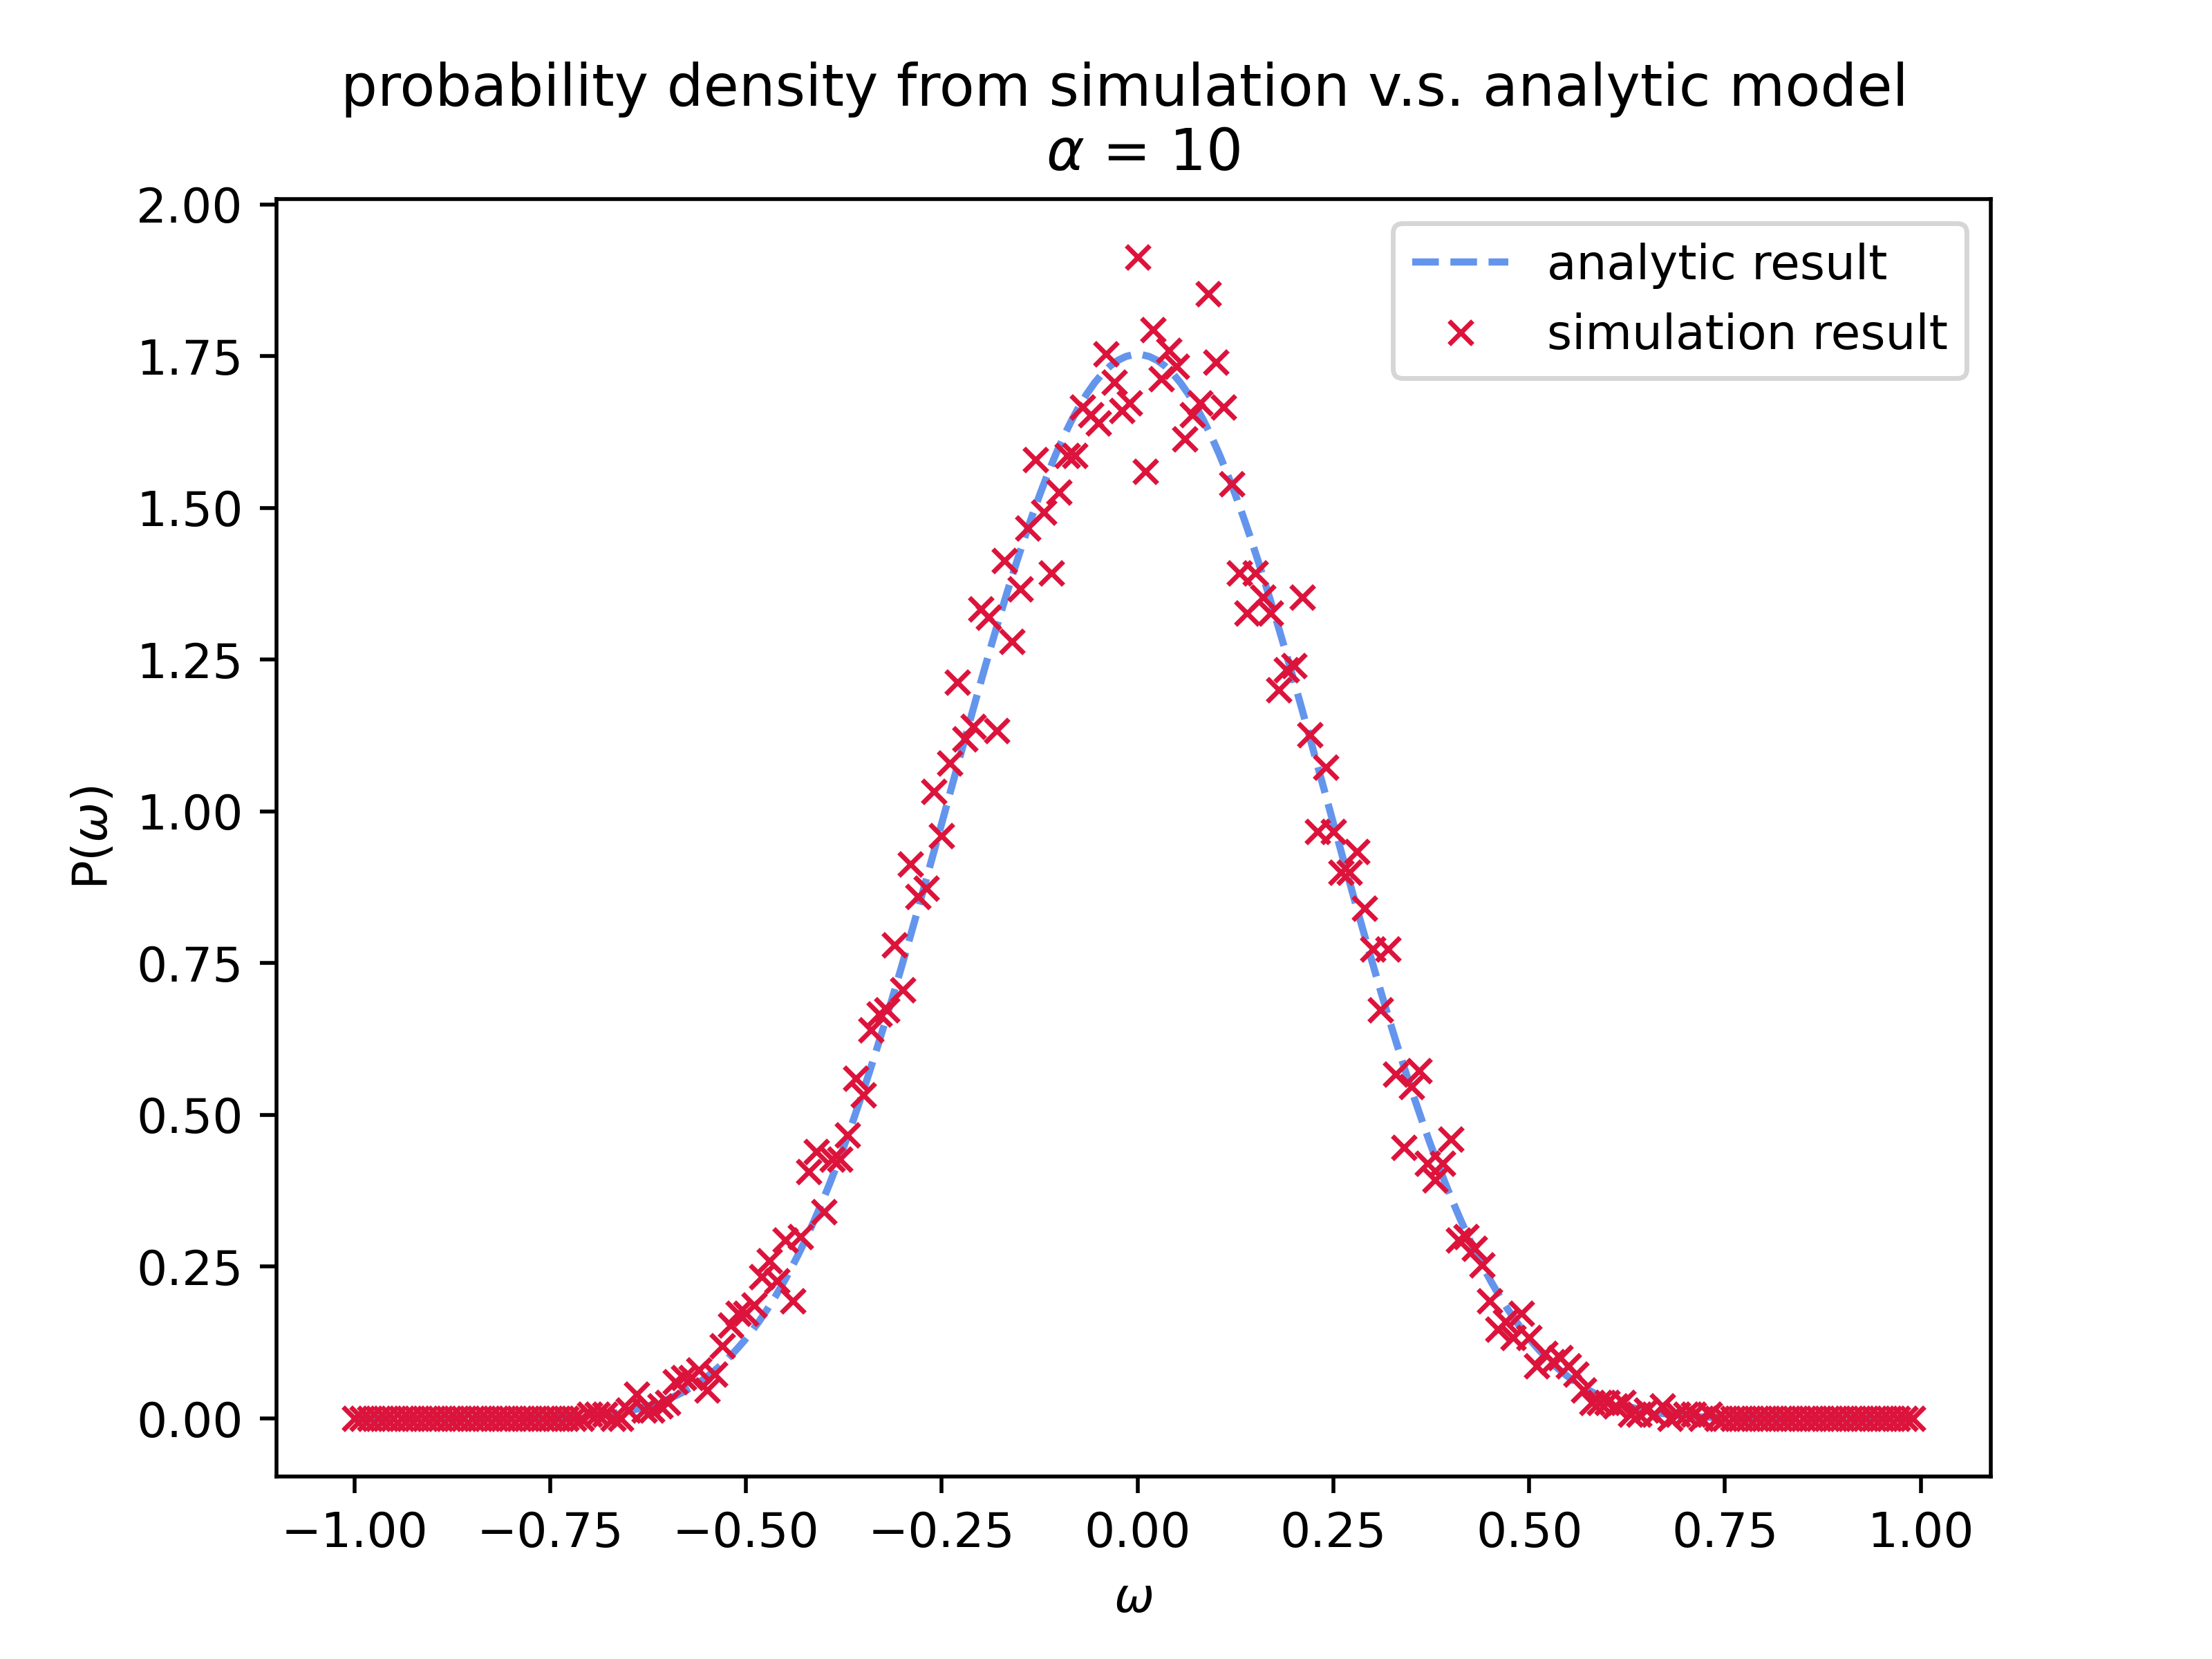 probability density from simulation v.s. analytic model
α = 10
2.00
1.75
1.50
1.25
1.00
0.75
0.50
0.25
0.00
P(ω)
analytic result
simulation result
−1.00 −0.75 −0.50 −0.25 0.00 0.25 0.50 0.75 1.00
ω